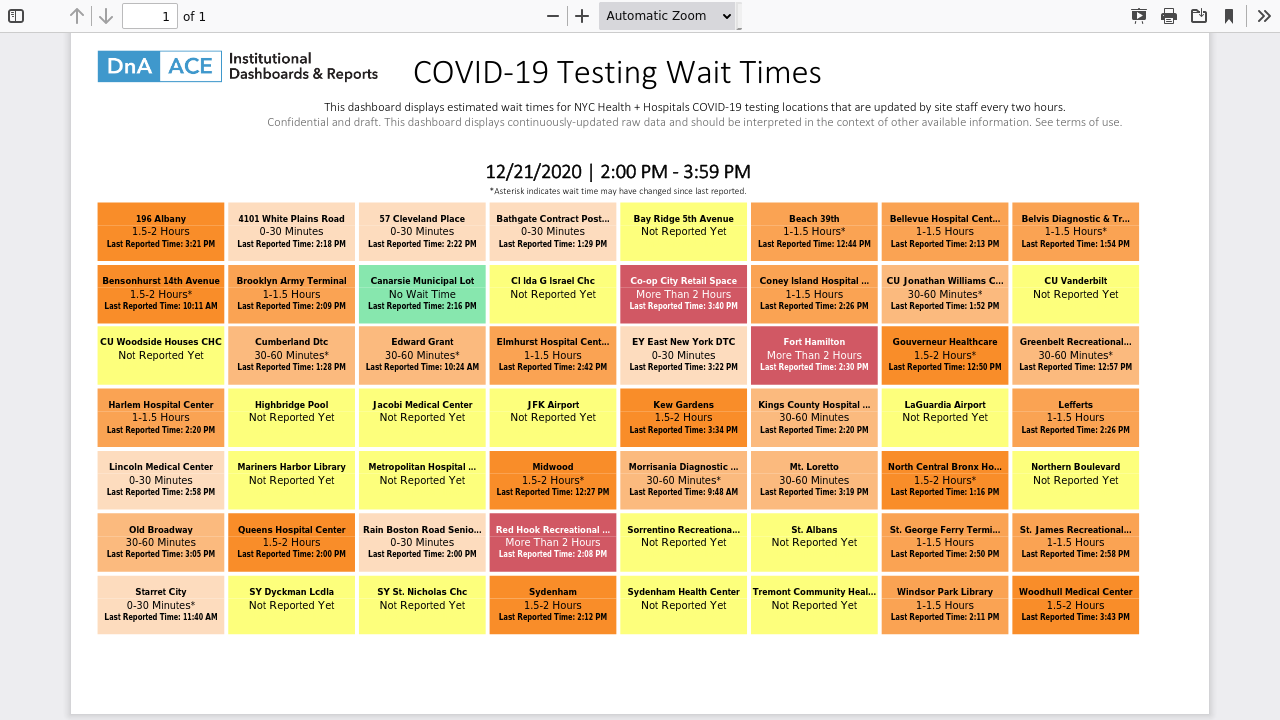 1 of 1 Automatic Zoom
DnA ACE Institutional
Dashboards & Reports
COVID-19 Testing Wait Times
This dashboard displays estimated wait times for NYC Health + Hospitals COVID-19 testing locations that are updated by site staff every two hours.
Confidential and draft. This dashboard displays continuously-updated raw data and should be interpreted in the context of other available information. See terms of use.
12/21/2020 | 2:00 PM - 3:59 PM
*Asterisk indicates wait time may have changed since last reported.
196 Albany
1.5-2 Hours
Last Reported Time: 3:21 PM
4101 White Plains Road
0-30 Minutes
Last Reported Time: 2:18 PM
57 Cleveland Place
0-30 Minutes
Last Reported Time: 2:22 PM
Bathgate Contract Post...
0-30 Minutes
Last Reported Time: 1:29 PM
Bay Ridge 5th Avenue
Not Reported Yet
Beach 39th
1-1.5 Hours*
Last Reported Time: 12:44 PM
Bellevue Hospital Cent...
1-1.5 Hours
Last Reported Time: 2:13 PM
Belvis Diagnostic & Tr...
1-1.5 Hours*
Last Reported Time: 1:54 PM
Bensonhurst 14th Avenue
1.5-2 Hours*
Last Reported Time: 10:11 AM
Brooklyn Army Terminal
1-1.5 Hours
Last Reported Time: 2:09 PM
Canarsie Municipal Lot
No Wait Time
Last Reported Time: 2:16 PM
Cl Ida G Israel Chc
Not Reported Yet
Co-op City Retail Space
More Than 2 Hours
Last Reported Time: 3:40 PM
Coney Island Hospital ...
1-1.5 Hours
Last Reported Time: 2:26 PM
CU Jonathan Williams C...
30-60 Minutes*
Last Reported Time: 1:52 PM
CU Vanderbilt
Not Reported Yet
CU Woodside Houses CHC
Not Reported Yet
Cumberland Dtc
30-60 Minutes*
Last Reported Time: 1:28 PM
Edward Grant
30-60 Minutes*
Last Reported Time: 10:24 AM
Elmhurst Hospital Cent...
1-1.5 Hours
Last Reported Time: 2:42 PM
EY East New York DTC
0-30 Minutes
Last Reported Time: 3:22 PM
Fort Hamilton
More Than 2 Hours
Last Reported Time: 2:30 PM
Gouverneur Healthcare
1.5-2 Hours*
Last Reported Time: 12:50 PM
Greenbelt Recreational...
30-60 Minutes*
Last Reported Time: 12:57 PM
Harlem Hospital Center
1-1.5 Hours
Last Reported Time: 2:20 PM
Highbridge Pool
Not Reported Yet
Jacobi Medical Center
Not Reported Yet
JFK Airport
Not Reported Yet
Kew Gardens
1.5-2 Hours
Last Reported Time: 3:34 PM
Kings County Hospital ...
30-60 Minutes
Last Reported Time: 2:20 PM
LaGuardia Airport
Not Reported Yet
Lefferts
1-1.5 Hours
Last Reported Time: 2:26 PM
Lincoln Medical Center
0-30 Minutes
Last Reported Time: 2:58 PM
Mariners Harbor Library
Not Reported Yet
Metropolitan Hospital ...
Not Reported Yet
Midwood
1.5-2 Hours*
Last Reported Time: 12:27 PM
Morrisania Diagnostic ...
30-60 Minutes*
Last Reported Time: 9:48 AM
Mt. Loretto
30-60 Minutes
Last Reported Time: 3:19 PM
North Central Bronx Ho...
1.5-2 Hours*
Last Reported Time: 1:16 PM
Northern Boulevard
Not Reported Yet
Old Broadway
30-60 Minutes
Last Reported Time: 3:05 PM
Queens Hospital Center
1.5-2 Hours
Last Reported Time: 2:00 PM
Rain Boston Road Senio...
0-30 Minutes
Last Reported Time: 2:00 PM
Red Hook Recreational ...
More Than 2 Hours
Last Reported Time: 2:08 PM
Sorrentino Recreationa...
Not Reported Yet
St. Albans
Not Reported Yet
St. George Ferry Termi...
1-1.5 Hours
Last Reported Time: 2:50 PM
St. James Recreational...
1-1.5 Hours
Last Reported Time: 2:58 PM
Starret City
0-30 Minutes*
Last Reported Time: 11:40 AM
SY Dyckman Lcdla
Not Reported Yet
SY St. Nicholas Chc
Not Reported Yet
Sydenham
1.5-2 Hours
Last Reported Time: 2:12 PM
Sydenham Health Center
Not Reported Yet
Tremont Community Heal...
Not Reported Yet
Windsor Park Library
1-1.5 Hours
Last Reported Time: 2:11 PM
Woodhull Medical Center
1.5-2 Hours
Last Reported Time: 3:43 PM